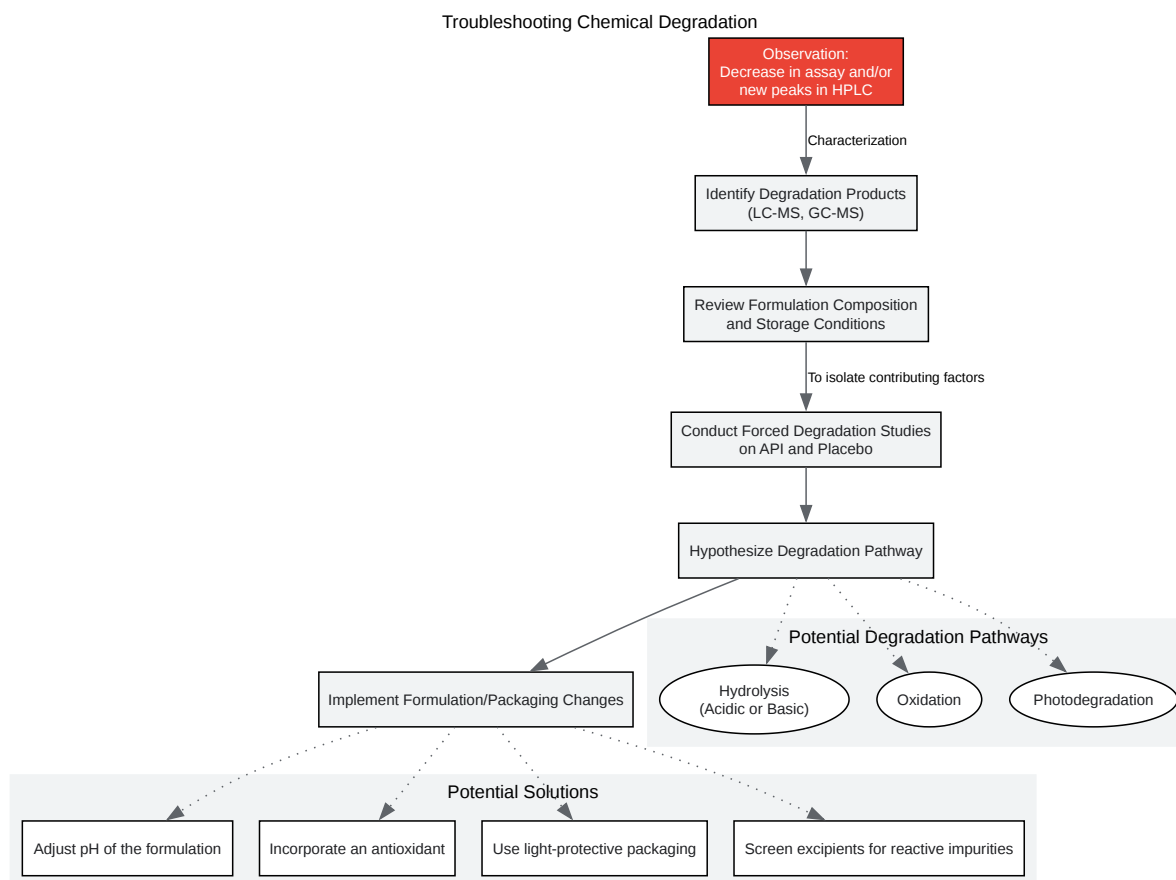 Troubleshooting Chemical Degradation
Observation:
Decrease in assay and/or
new peaks in HPLC
Characterization
Identify Degradation Products
(LC-MS, GC-MS)
Review Formulation Composition
and Storage Conditions
To isolate contributing factors
Conduct Forced Degradation Studies
on API and Placebo
Hypothesize Degradation Pathway
Potential Degradation Pathways
Implement Formulation/Packaging Changes
Hydrolysis
(Acidic or Basic)
Oxidation
Photodegradation
Potential Solutions
Adjust pH of the formulation
Incorporate an antioxidant
Use light-protective packaging
Screen excipients for reactive impurities